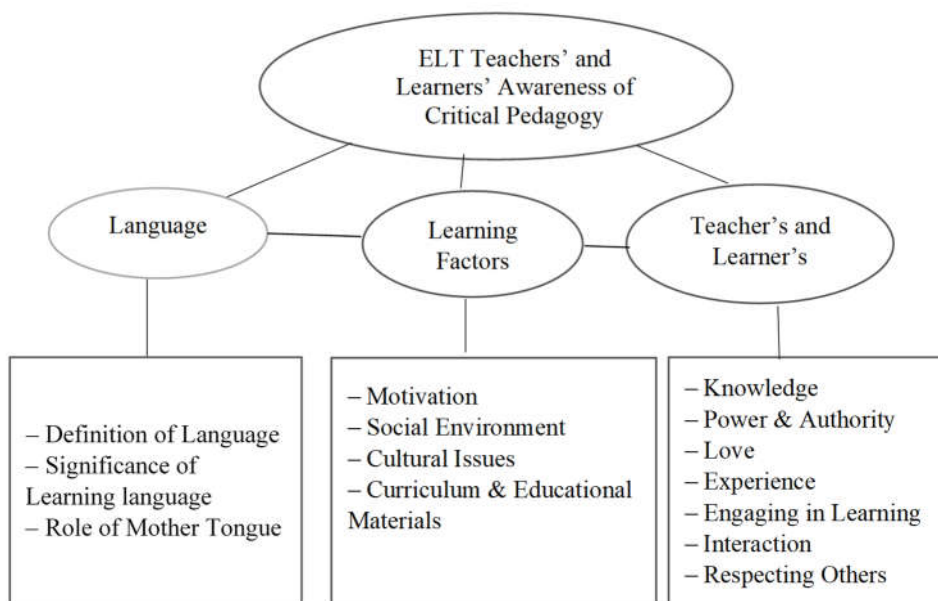 ELT Teachers’ and
Learners’ Awareness of
Critical Pedagogy
Language
Learning
Factors
Teacher’s and
Learner’s
– Definition of Language
– Significance of
Learning language
– Role of Mother Tongue
– Motivation
– Social Environment
– Cultural Issues
– Curriculum & Educational
Materials
– Knowledge
– Power & Authority
– Love
– Experience
– Engaging in Learning
– Interaction
– Respecting Others